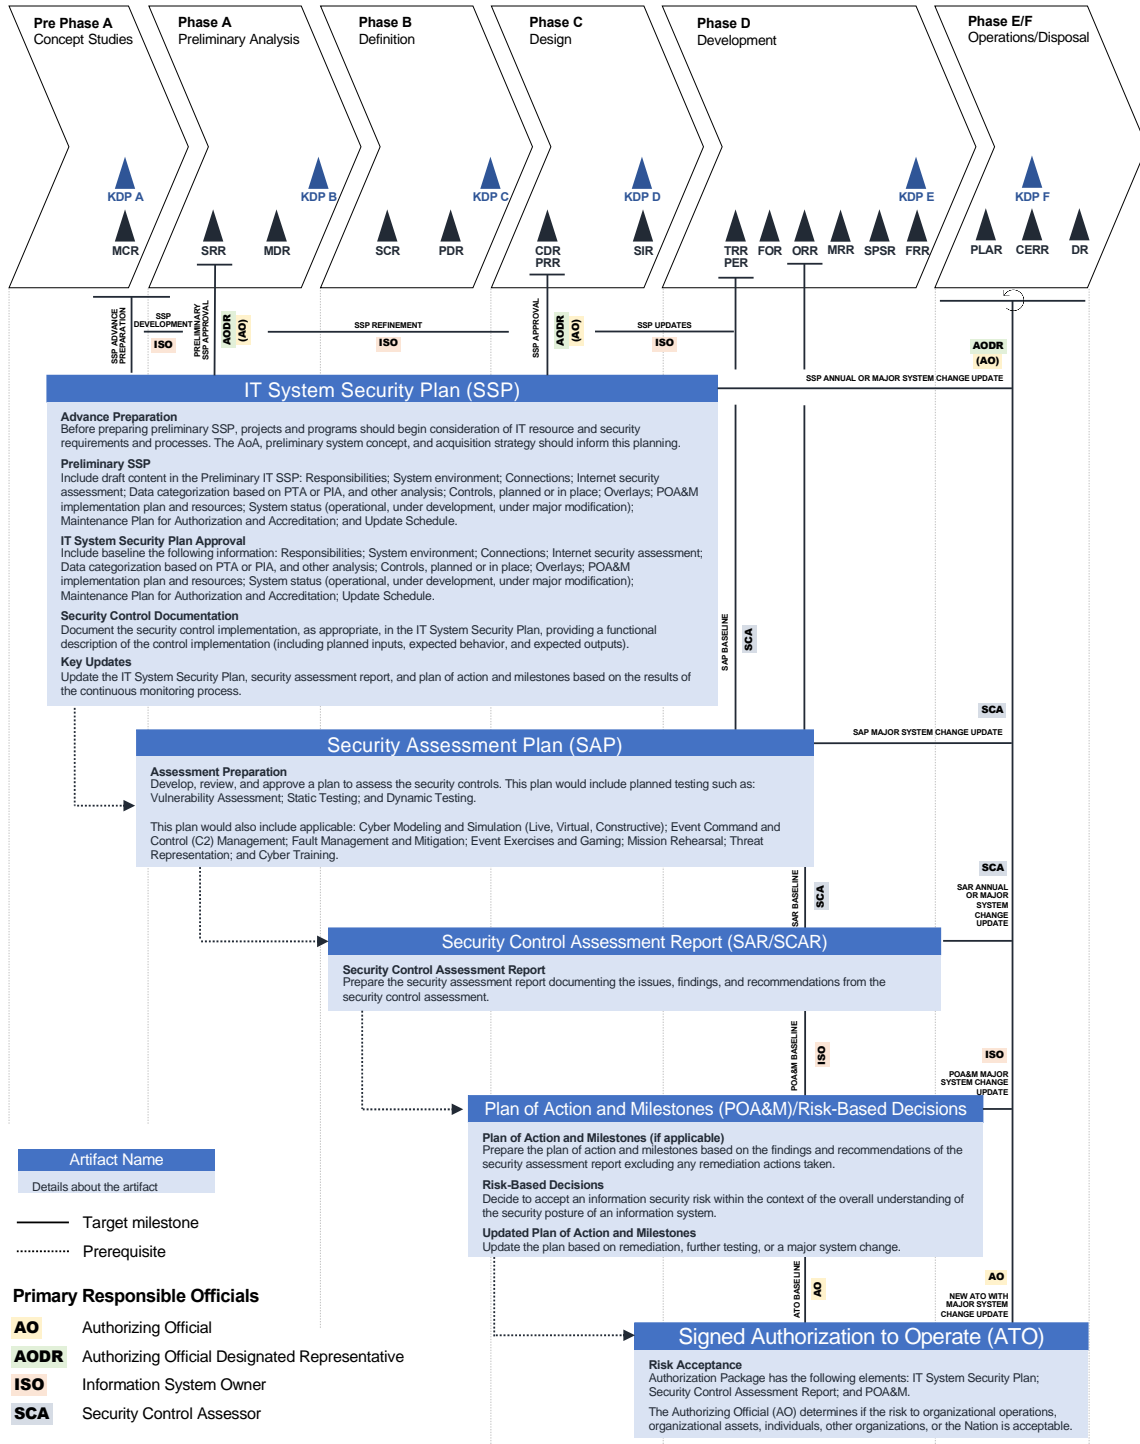 Pre Phase A
Concept Studies
Phase A
Preliminary Analysis
Phase B
Definition
Phase C
Design
Phase D
Development
Phase E/F
Operations/Disposal
KDP A
KDP B
KDP C
KDP D
KDP E
KDP F
MCR
SRR
MDR
SCR
PDR
CDR
PRR
SIR
TRR
PER
FOR
ORR
MRR
SPSR
FRR
PLAR
CERR
DR
SSP ADVANCE
PREPARATION
SSP
DEVELOPMENT
ISO
PRELIMINARY
SSP APPROVAL
AODR
(AO)
SSP REFINEMENT
ISO
SSP APPROVAL
AODR
(AO)
SSP UPDATES
ISO
AODR
(AO)
SSP ANNUAL OR MAJOR SYSTEM CHANGE UPDATE
IT System Security Plan (SSP)
Advance Preparation
Before preparing preliminary SSP, projects and programs should begin consideration of IT resource and security
requirements and processes. The AoA, preliminary system concept, and acquisition strategy should inform this planning.
Preliminary SSP
Include draft content in the Preliminary IT SSP: Responsibilities; System environment; Connections; Internet security
assessment; Data categorization based on PTA or PIA, and other analysis; Controls, planned or in place; Overlays; POA&M
implementation plan and resources; System status (operational, under development, under major modification);
Maintenance Plan for Authorization and Accreditation; and Update Schedule.
IT System Security Plan Approval
Include baseline the following information: Responsibilities; System environment; Connections; Internet security assessment;
Data categorization based on PTA or PIA, and other analysis; Controls, planned or in place; Overlays; POA&M
implementation plan and resources; System status (operational, under development, under major modification);
Maintenance Plan for Authorization and Accreditation; Update Schedule.
Security Control Documentation
Document the security control implementation, as appropriate, in the IT System Security Plan, providing a functional
description of the control implementation (including planned inputs, expected behavior, and expected outputs).
Key Updates
Update the IT System Security Plan, security assessment report, and plan of action and milestones based on the results of
the continuous monitoring process.
SAP BASELINE
SCA
SCA
SAP MAJOR SYSTEM CHANGE UPDATE
Security Assessment Plan (SAP)
Assessment Preparation
Develop, review, and approve a plan to assess the security controls. This plan would include planned testing such as:
Vulnerability Assessment; Static Testing; and Dynamic Testing.
This plan would also include applicable: Cyber Modeling and Simulation (Live, Virtual, Constructive); Event Command and
Control (C2) Management; Fault Management and Mitigation; Event Exercises and Gaming; Mission Rehearsal; Threat
Representation; and Cyber Training.
SAR BASELINE
SCA
SCA
SAR ANNUAL
OR MAJOR
SYSTEM
CHANGE
UPDATE
Security Control Assessment Report (SAR/SCAR)
Security Control Assessment Report
Prepare the security assessment report documenting the issues, findings, and recommendations from the
security control assessment.
POA&M BASELINE
ISO
ISO
POA&M MAJOR
SYSTEM CHANGE
UPDATE
Plan of Action and Milestones (POA&M)/Risk-Based Decisions
Plan of Action and Milestones (if applicable)
Prepare the plan of action and milestones based on the findings and recommendations of the
security assessment report excluding any remediation actions taken.
Risk-Based Decisions
Decide to accept an information security risk within the context of the overall understanding of
the security posture of an information system.
Updated Plan of Action and Milestones
Update the plan based on remediation, further testing, or a major system change.
ATO BASELINE
AO
AO
NEW ATO WITH
MAJOR SYSTEM
CHANGE UPDATE
Signed Authorization to Operate (ATO)
Risk Acceptance
Authorization Package has the following elements: IT System Security Plan;
Security Control Assessment Report; and POA&M.
The Authorizing Official (AO) determines if the risk to organizational operations,
organizational assets, individuals, other organizations, or the Nation is acceptable.
Artifact Name
Details about the artifact
Target milestone
Prerequisite
Primary Responsible Officials
AO Authorizing Official
AODR Authorizing Official Designated Representative
ISO Information System Owner
SCA Security Control Assessor